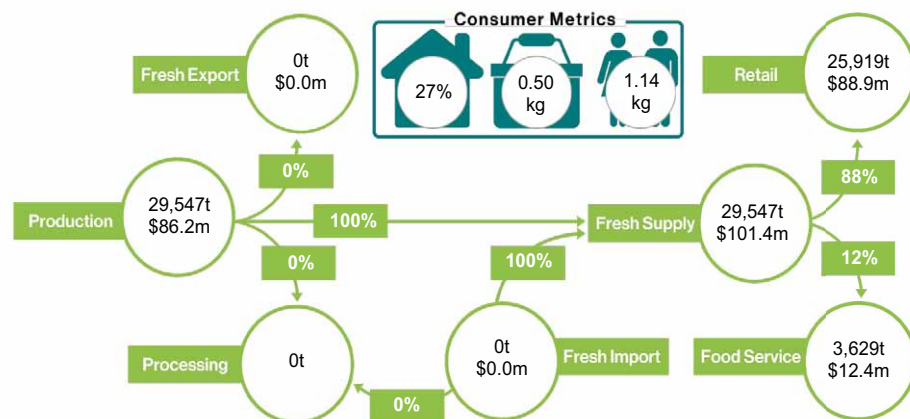 Consumer Metrics
27%
0.50
kg
1.14
kg
Fresh Export
0t
$0.0m
Retail
25,919t
$88.9m
0%
88%
Production
29,547t
$86.2m
100%
Fresh Supply
29,547t
$101.4m
0%
100%
12%
Processing
0t
0t
$0.0m
Fresh Import
Food Service
3,629t
$12.4m
0%